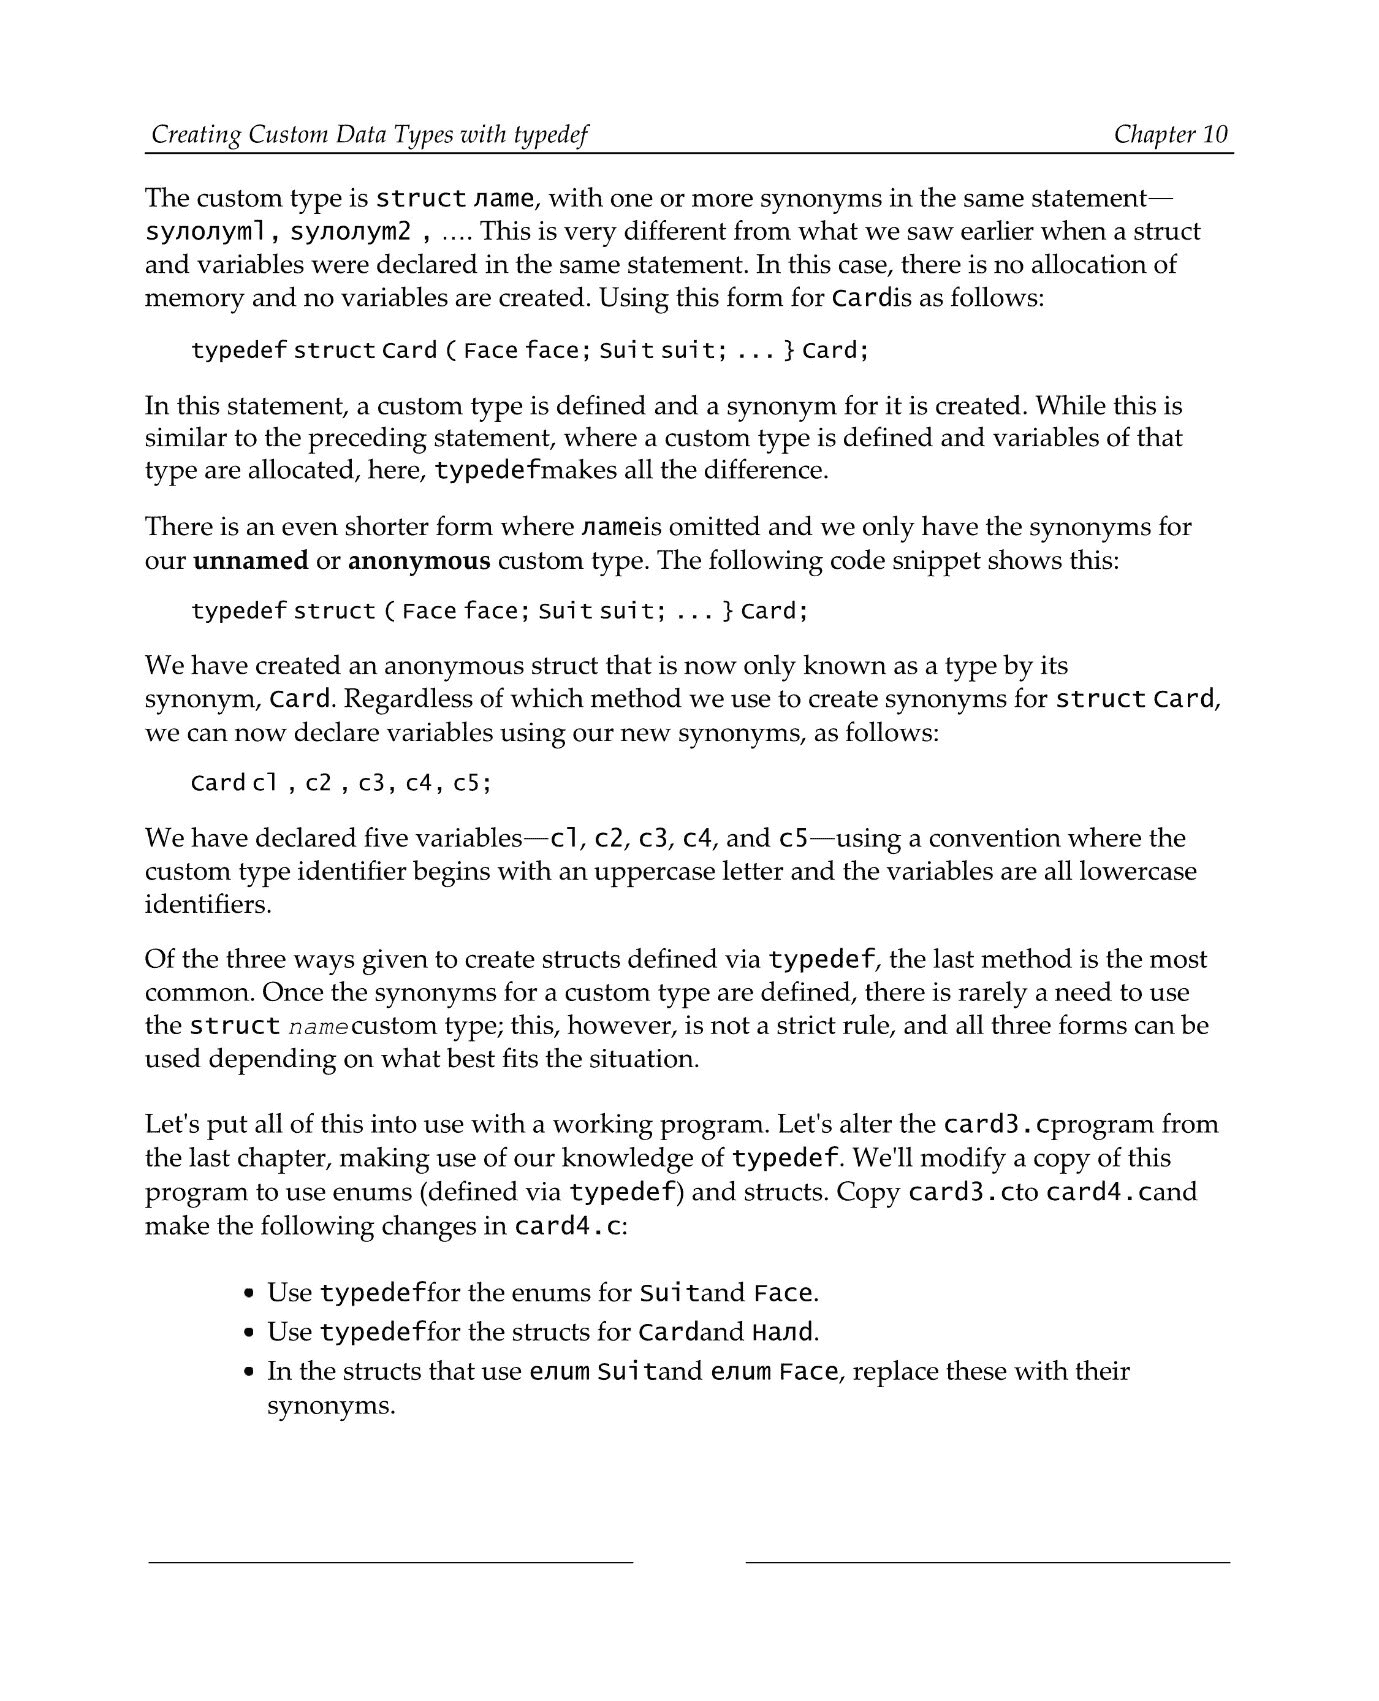 Creating Custom Data Types with typedef Chapter 10
The custom type is struct лame, with one or more synonyms in the same statement—
syлoлym1, syлoлym2 , …. This is very different from what we saw earlier when a struct
and variables were declared in the same statement. In this case, there is no allocation of
memory and no variables are created. Using this form for Cardis as follows:
typedef struct Card ( Face face; Suit suit; ... } Card;
In this statement, a custom type is defined and a synonym for it is created. While this is
similar to the preceding statement, where a custom type is defined and variables of that
type are allocated, here, typedefmakes all the difference.
There is an even shorter form where лameis omitted and we only have the synonyms for
our unnamed or anonymous custom type. The following code snippet shows this:
typedef struct ( Face face; Suit suit; ... } Card;
We have created an anonymous struct that is now only known as a type by its
synonym, Card. Regardless of which method we use to create synonyms for struct Card,
we can now declare variables using our new synonyms, as follows:
Card c1 , c2 , c3, c4, c5;
We have declared five variables—c1, c2, c3, c4, and c5—using a convention where the
custom type identifier begins with an uppercase letter and the variables are all lowercase
identifiers.
Of the three ways given to create structs defined via typedef, the last method is the most
common. Once the synonyms for a custom type are defined, there is rarely a need to use
the struct namecustom type; this, however, is not a strict rule, and all three forms can be
used depending on what best fits the situation.
Let's put all of this into use with a working program. Let's alter the card3.cprogram from
the last chapter, making use of our knowledge of typedef. We'll modify a copy of this
program to use enums (defined via typedef) and structs. Copy card3.cto card4.cand
make the following changes in card4.c:
• Use typedeffor the enums for Suitand Face.
• Use typedeffor the structs for Cardand Haлd.
• In the structs that use eлum Suitand eлum Face, replace these with their
synonyms.